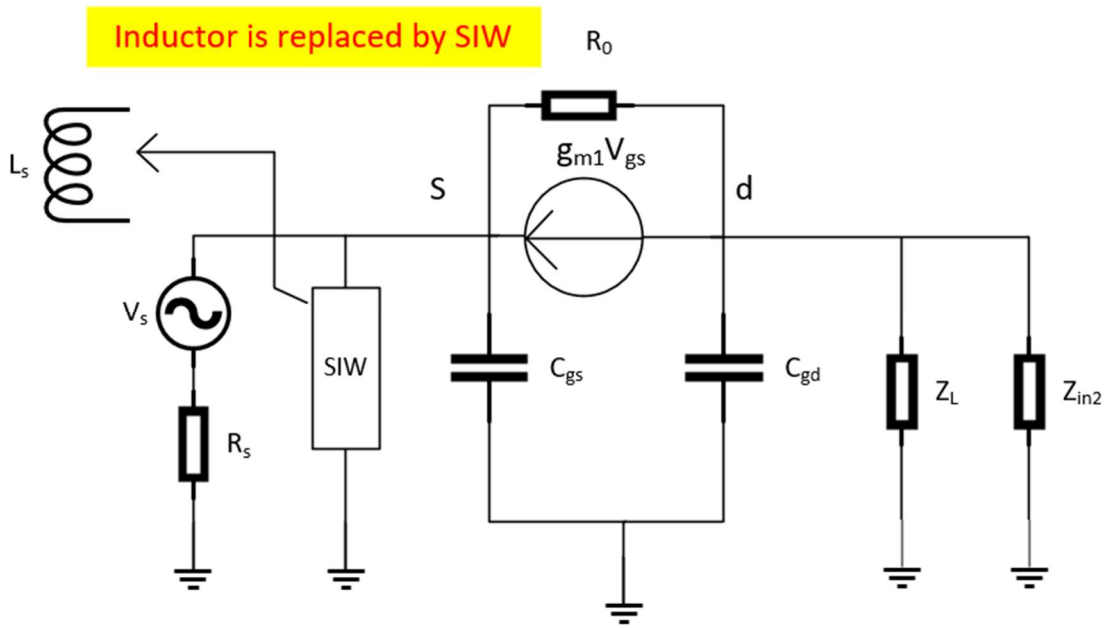 Inductor is replaced by SIW
R0
Ls
gm1Vgs
S
d
Vs
SIW
Cgs
Cgd
ZL
Zin2
Rs